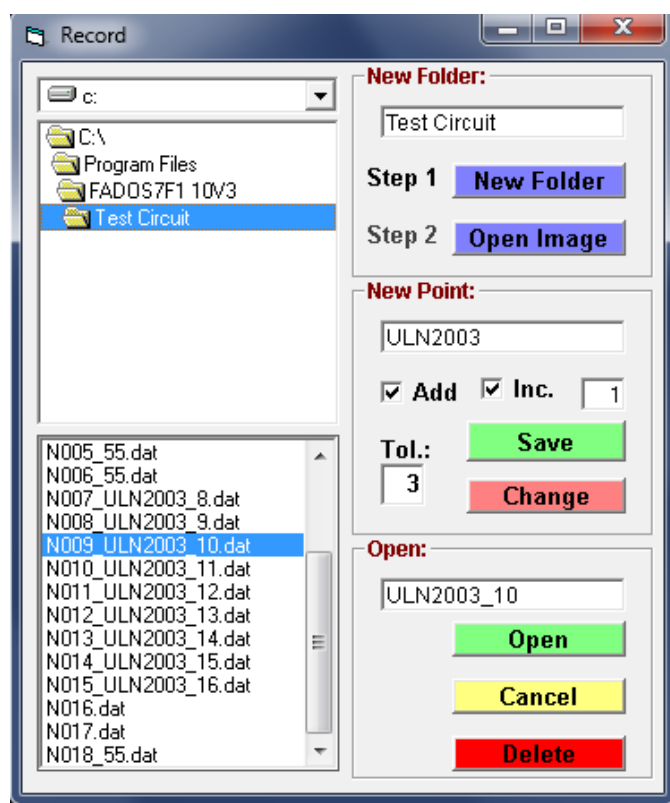 Record
c:
C:\
Program Files
FADOS7F1 10V3
Test Circuit
N005_55.dat
N006_55.dat
N007_ULN2003_8.dat
N008_ULN2003_9.dat
N009_ULN2003_10.dat
N010_ULN2003_11.dat
N011_ULN2003_12.dat
N012_ULN2003_13.dat
N013_ULN2003_14.dat
N014_ULN2003_15.dat
N015_ULN2003_16.dat
N016.dat
N017.dat
N018_55.dat
New Folder:
Test Circuit
Step 1 New Folder
Step 2 Open Image
New Point:
ULN2003
Add Inc. 1
Tol.: Save
3 Change
Open:
ULN2003_10
Open
Cancel
Delete